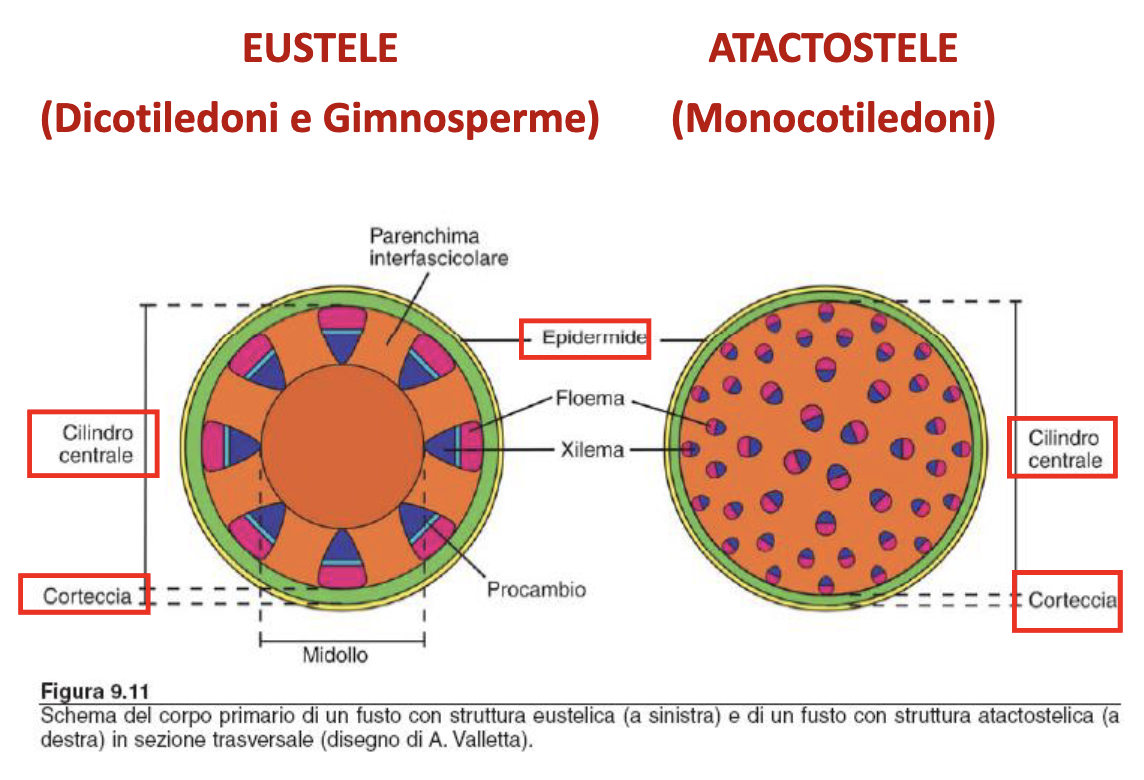 EUSTELE
(Dicotiledoni e Gimnosperme)
ATACTOSTELE
(Monocotiledoni)
Parenchima
interfascicolare
Epidermide
Floema
Xilema
Cilindro
centrale
Cilindro
centrale
Procambio
Corteccia
Corteccia
Midollo
Figura 9.11
Schema del corpo primario di un fusto con struttura eustelica (a sinistra) e di un fusto con struttura atactostelica (a
destra) in sezione trasversale (disegno di A. Valletta).